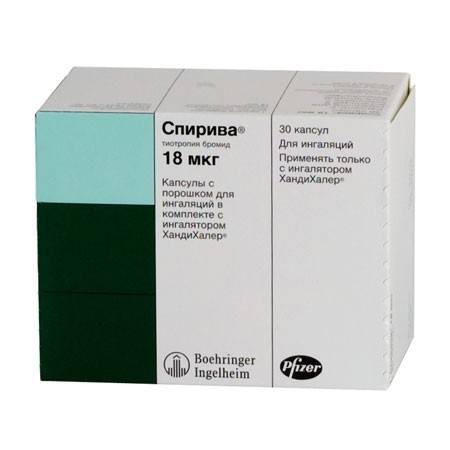 Спирива®
тиотропия бромид
18 мкг
Капсулы с
порошком для
ингаляций в
комплекте с
ингалятором
ХандиХалер®
Boehringer
Ingelheim
30 капсул
Для ингаляций
Применять только
с ингалятором
ХандиХалер®
Pfizer